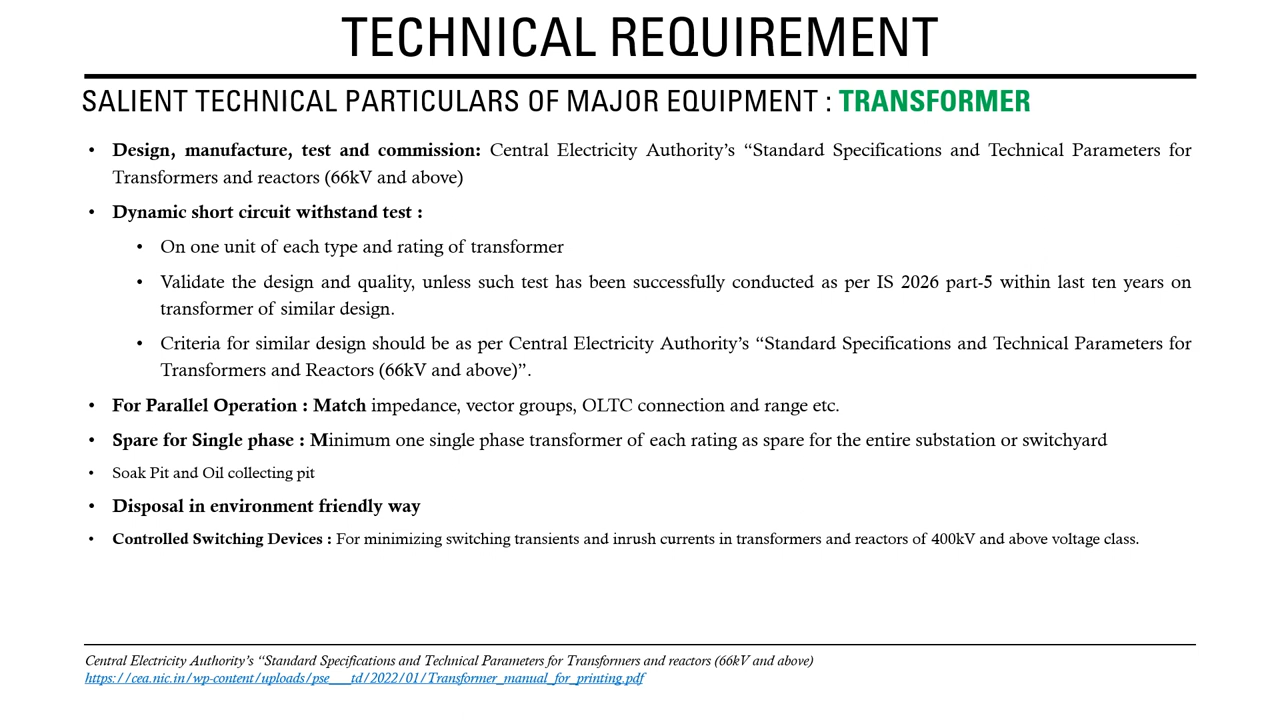 TECHNICAL REQUIREMENT
SALIENT TECHNICAL PARTICULARS OF MAJOR EQUIPMENT : TRANSFORMER
• Design, manufacture, test and commission: Central Electricity Authority's “Standard Specifications and Technical Parameters for
Transformers and reactors (66kV and above)
• Dynamic short circuit withstand test :
• On one unit of each type and rating of transformer
• Validate the design and quality, unless such test has been successfully conducted as per IS 2026 part-5 within last ten years on
transformer of similar design.
• Criteria for similar design should be as per Central Electricity Authority's “Standard Specifications and Technical Parameters for
Transformers and Reactors (66kV and above)”.
• For Parallel Operation : Match impedance, vector groups, OLTC connection and range etc.
• Spare for Single phase : Minimum one single phase transformer of each rating as spare for the entire substation or switchyard
• Soak Pit and Oil collecting pit
• Disposal in environment friendly way
• Controlled Switching Devices : For minimizing switching transients and inrush currents in transformers and reactors of 400kV and above voltage class.
Central Electricity Authority's “Standard Specifications and Technical Parameters for Transformers and reactors (66kV and above)
https://cea.nic.in/wp-content/uploads/pse___td/2022/01/Transformer_manual_for_printing.pdf